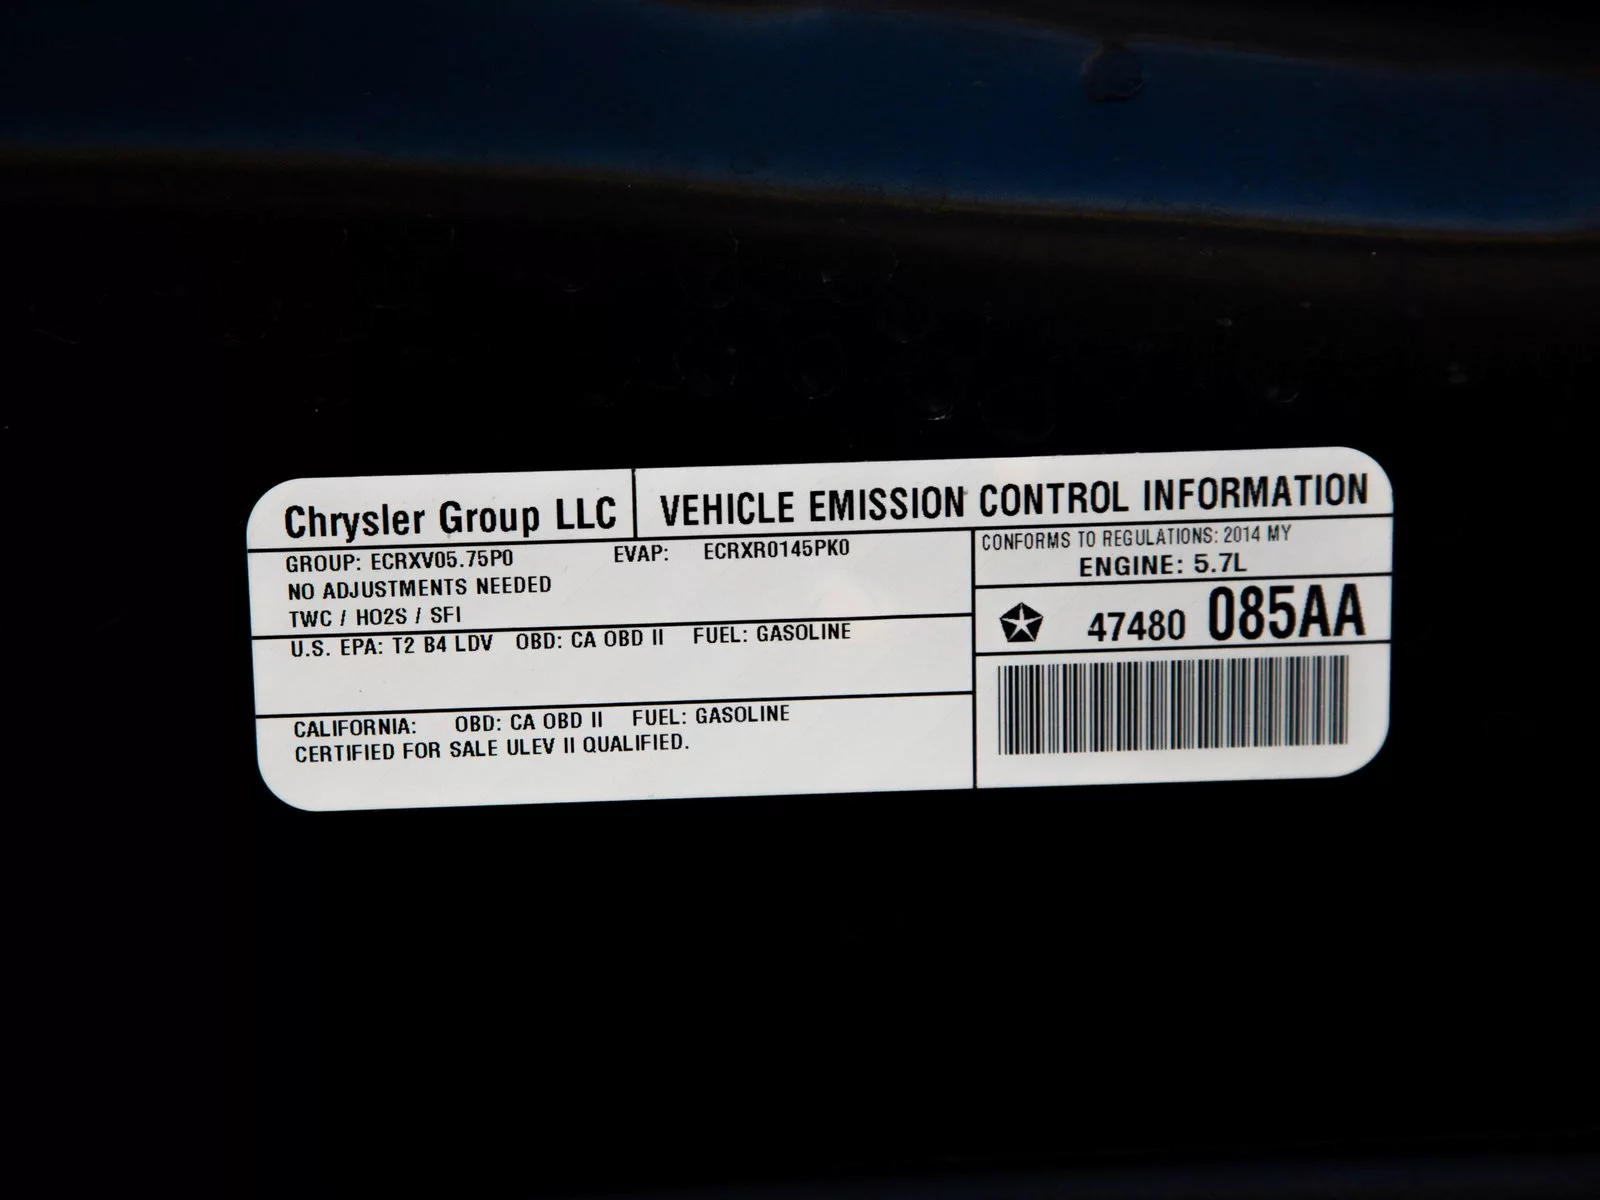 Chrysler Group LLC
VEHICLE EMISSION CONTROL INFORMATION
GROUP: ECRXV05.75P0 EVAP: ECRXR0145PK0
NO ADJUSTMENTS NEEDED
TWC / HO2S / SFI
U.S. EPA: T2 B4 LDV OBD: CA OBD II FUEL: GASOLINE
CALIFORNIA: OBD: CA OBD II FUEL: GASOLINE
CERTIFIED FOR SALE ULEV II QUALIFIED.
CONFORMS TO REGULATIONS: 2014 MY
ENGINE: 5.7L
47480 085AA